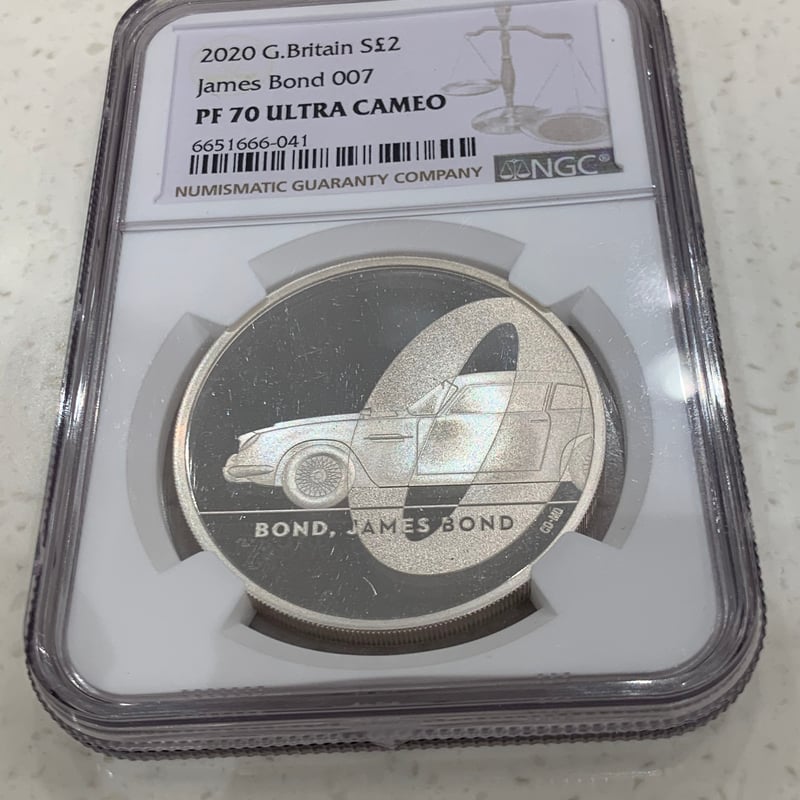 2020 G.Britain S£2
James Bond 007
PF 70 ULTRA CAMEO
6651666-041
NUMISMATIC GUARANTY COMPANY
NGC®
BOND, JAMES BOND